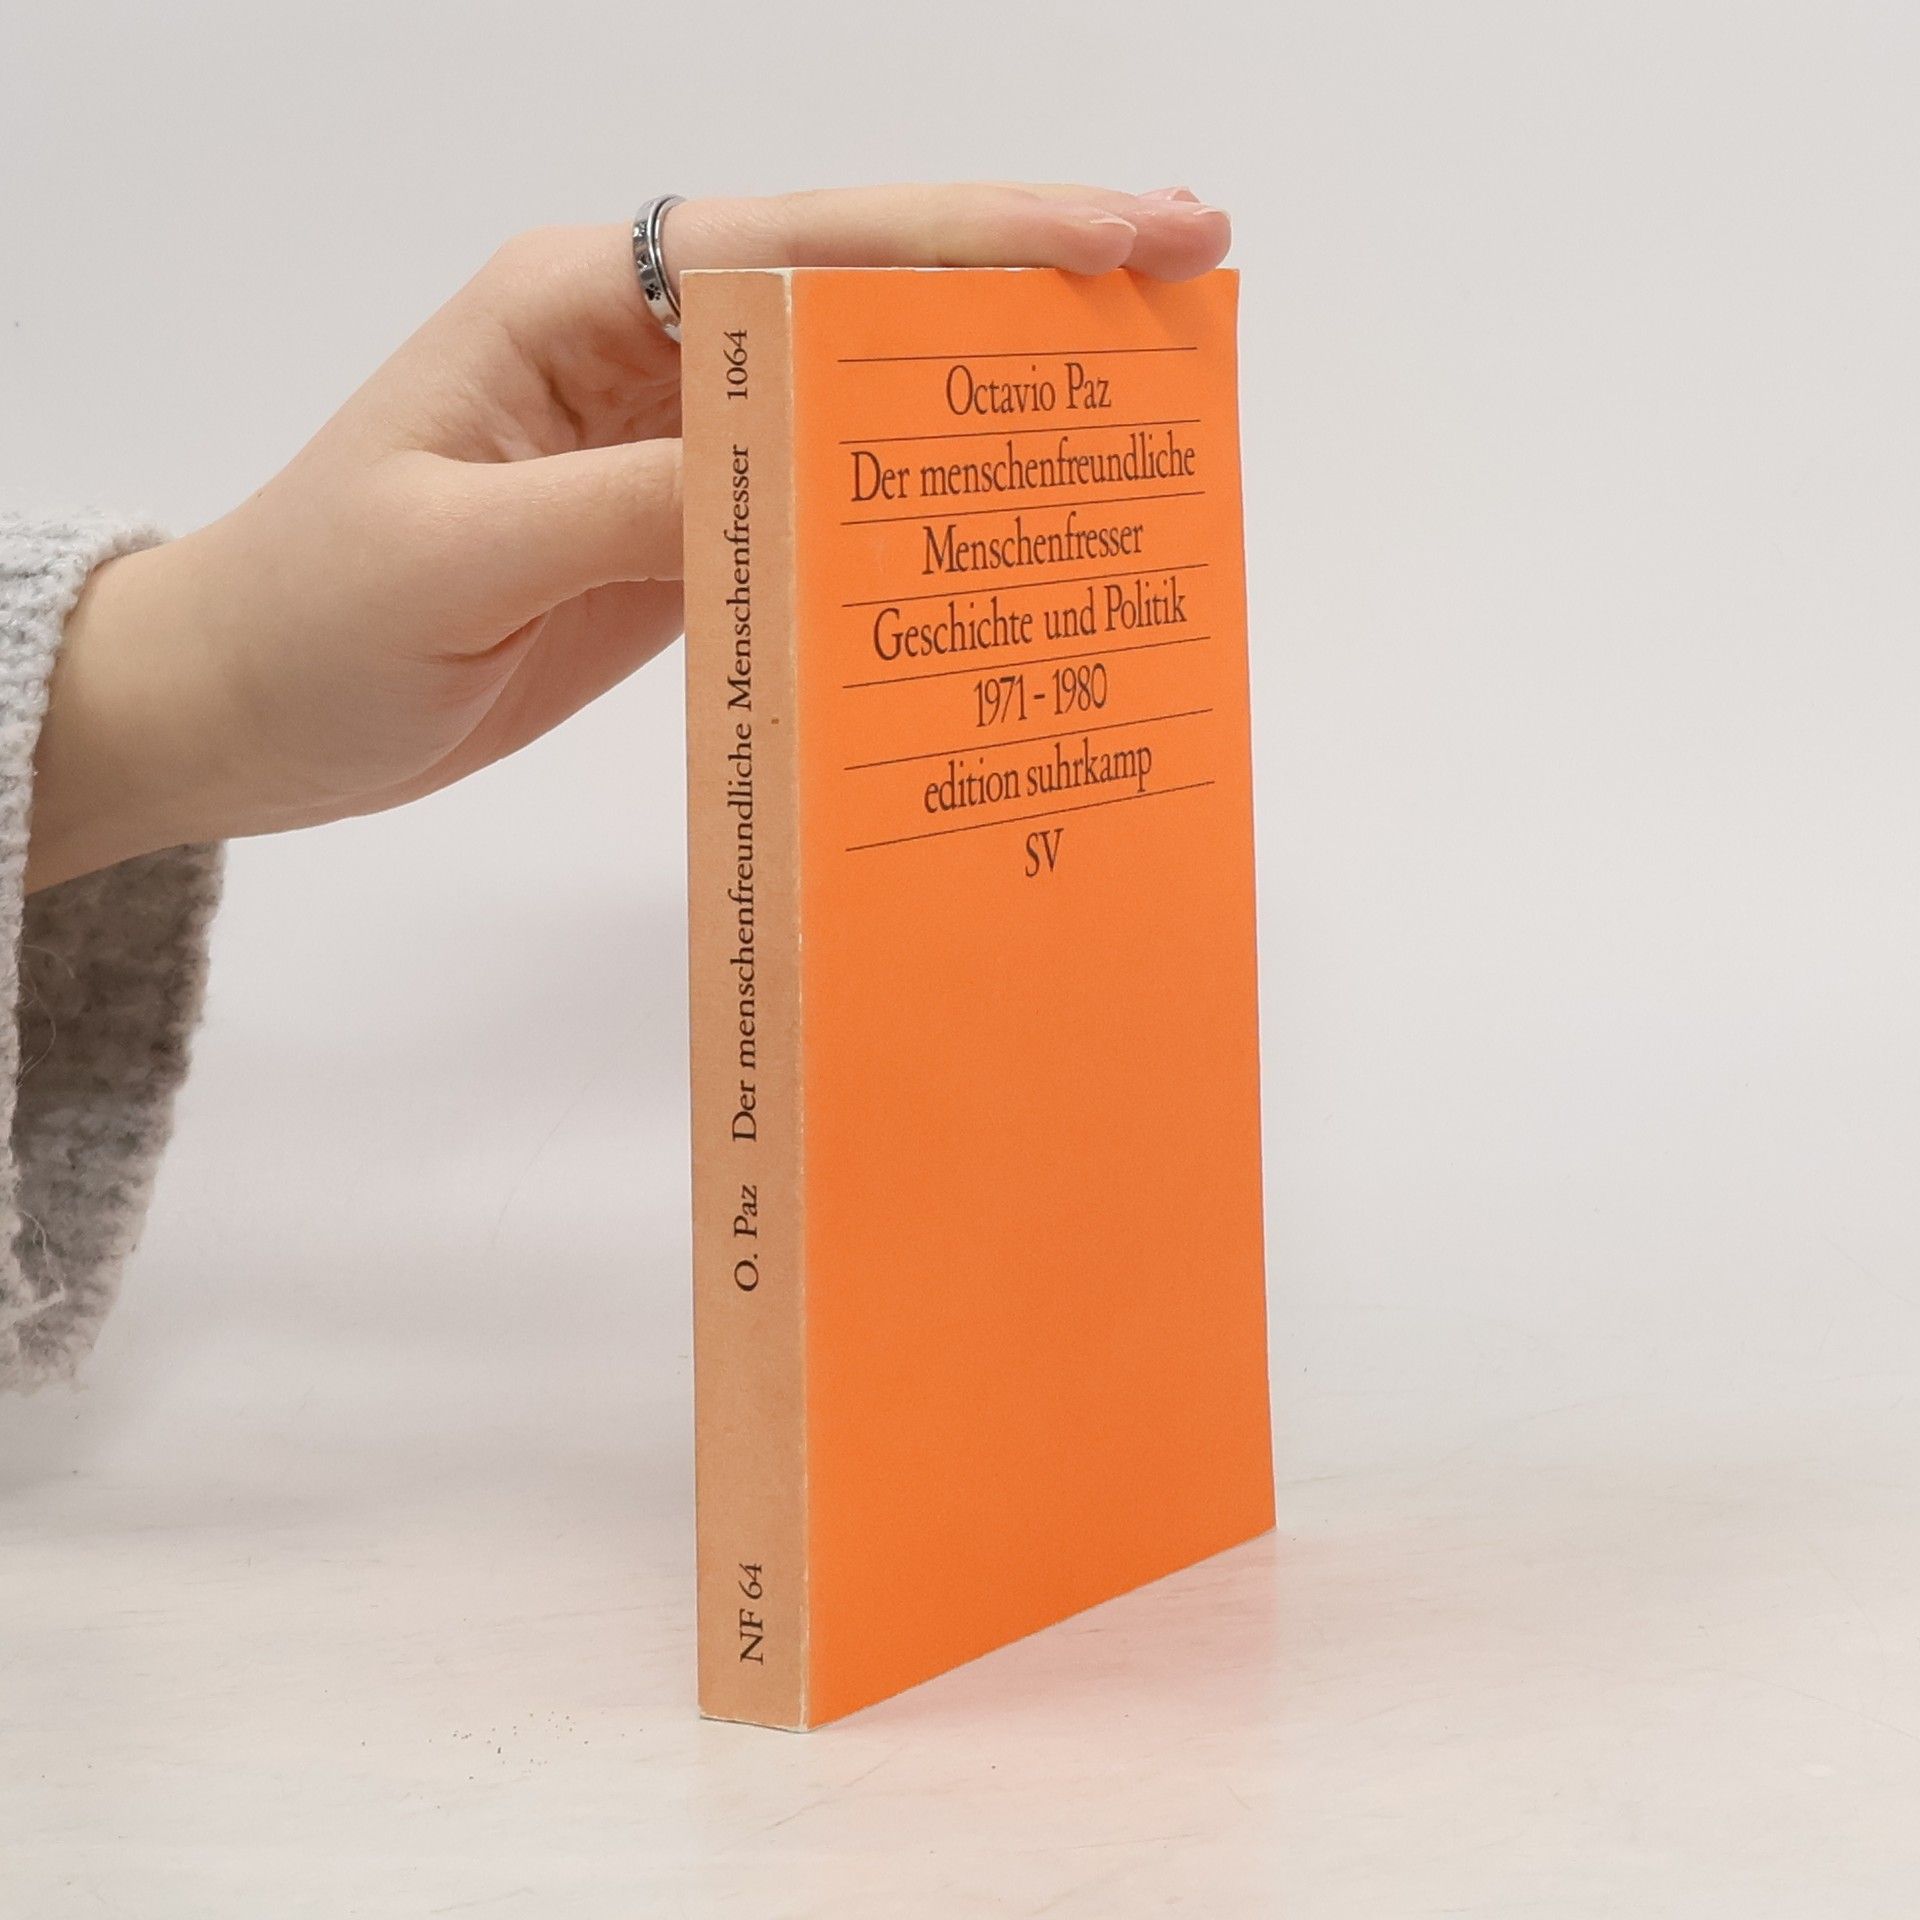 O. Paz Der menschenfreundliche Menschenfresser 1064
NF 64
Octavio Paz
Der menschenfreundliche
Menschenfresser
Geschichte und Politik
1971 - 1980
edition suhrkamp
SV